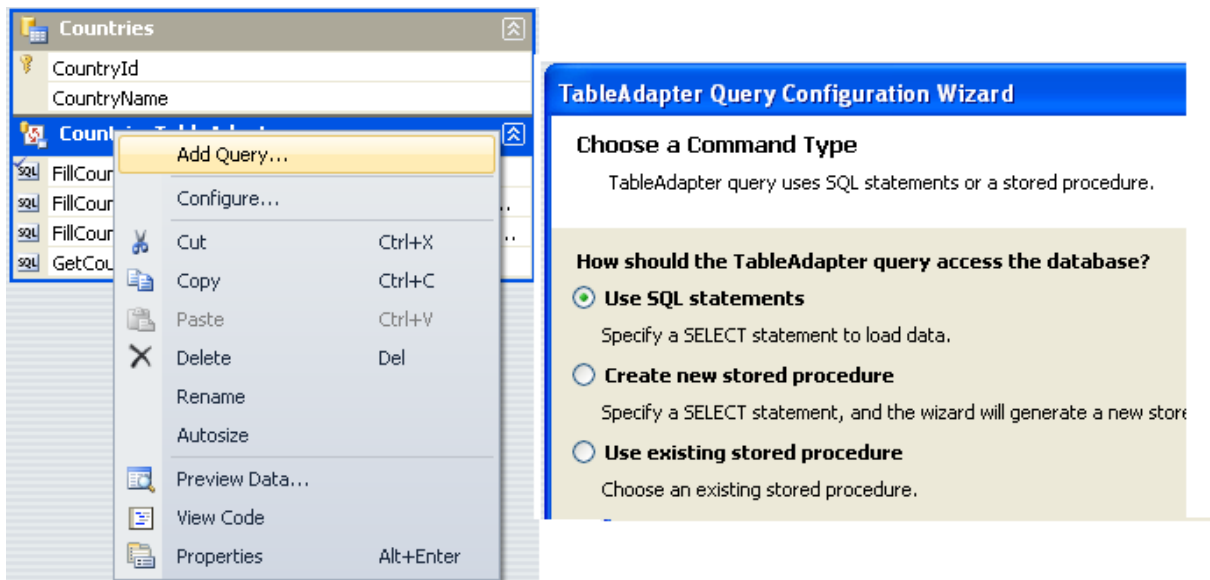 Countries
CountryId
CountryName
Countries
FillCour
FillCour
FillCour
GetCou
Add Query...
Configure...
Cut Ctrl+X
Copy Ctrl+C
Paste Ctrl+V
Delete Del
Rename
Autosize
Preview Data...
View Code
Properties Alt+Enter
TableAdapter Query Configuration Wizard
Choose a Command Type
TableAdapter query uses SQL statements or a stored procedure.
How should the TableAdapter query access the database?
Use SQL statements
Specify a SELECT statement to load data.
Create new stored procedure
Specify a SELECT statement, and the wizard will generate a new store
Use existing stored procedure
Choose an existing stored procedure.